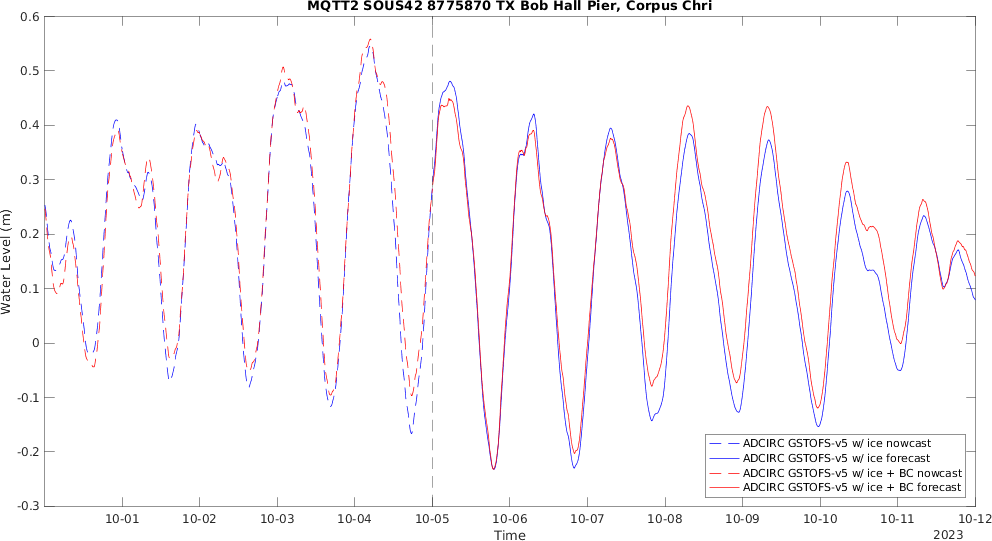 MQTT2 SOUS42 8775870 TX Bob Hall Pier, Corpus Chri
0.6
0.5
0.4
0.3
0.2
0.1
0
-0.1
-0.2
-0.3
Water Level (m)
ADCIRC GSTOFS-v5 w/ ice nowcast
ADCIRC GSTOFS-v5 w/ ice forecast
ADCIRC GSTOFS-v5 w/ ice + BC nowcast
ADCIRC GSTOFS-v5 w/ ice + BC forecast
10-01 10-02 10-03 10-04 10-05 10-06 10-07 10-08 10-09 10-10 10-11 10-12
Time
2023